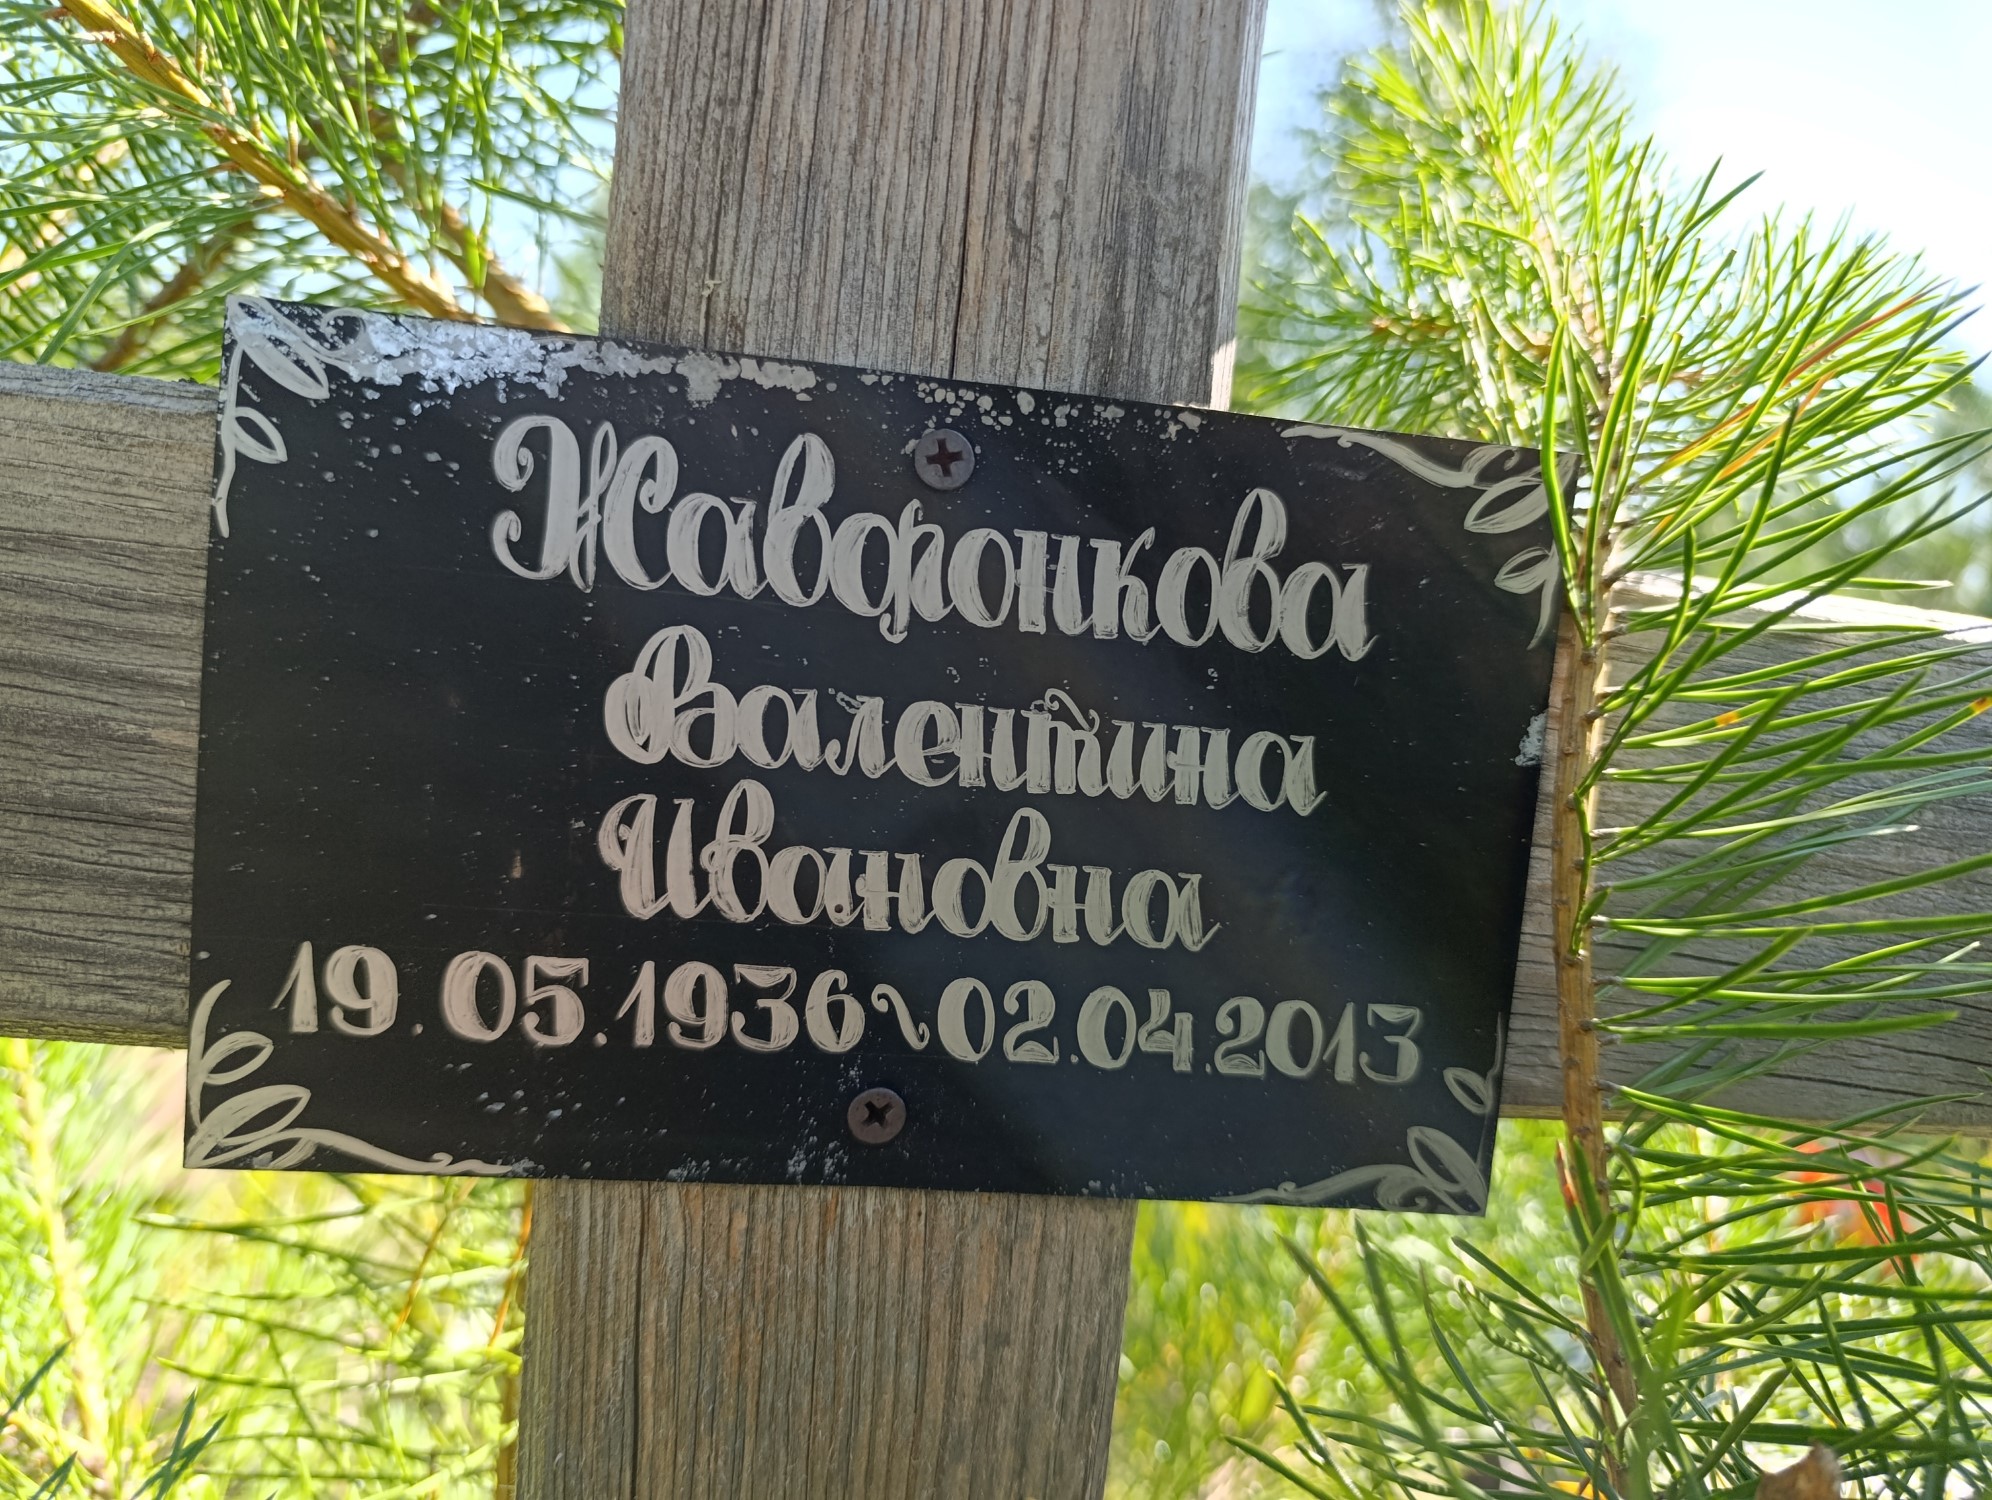 Жаворонкова
Валентина
Ивановна
19.05.1936~02.04.2013